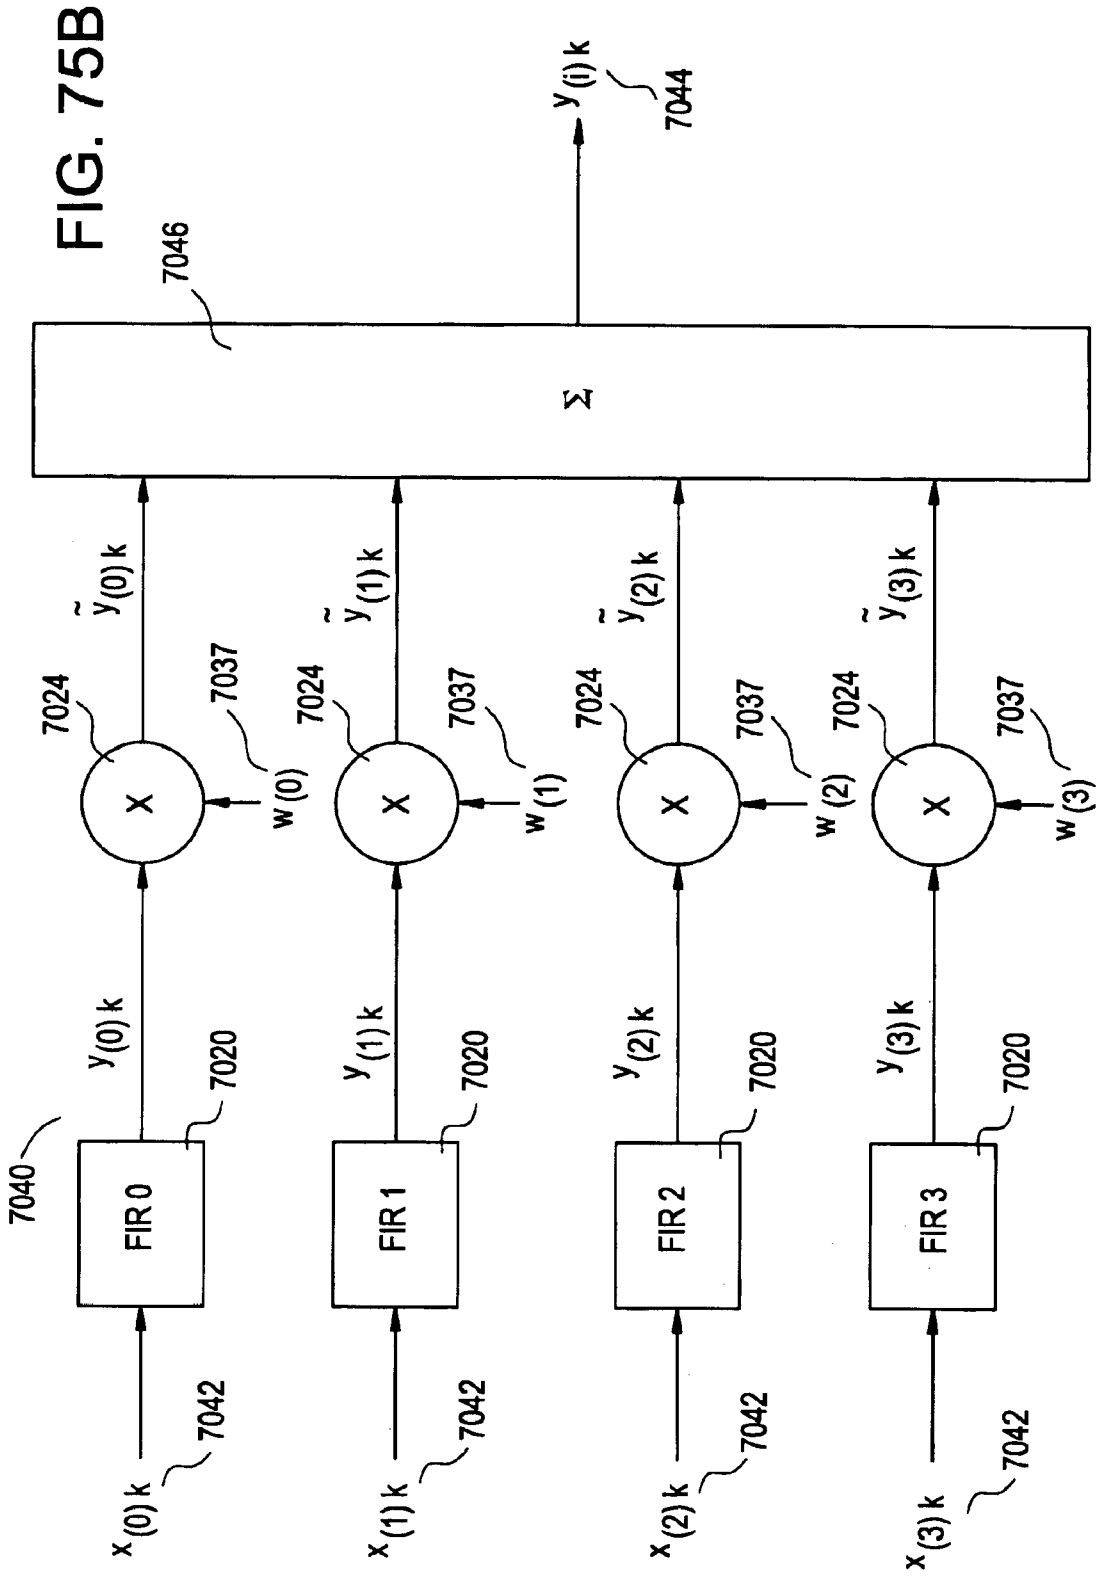 FIG. 75B
7040
x(0) k
7042
FIR 0
7020
y(0) k
7024
X
w(0)
7037
ỹ(0) k
7046
x(1) k
7042
FIR 1
7020
y(1) k
7024
X
w(1)
7037
ỹ(1) k
Σ
y(i) k
7044
x(2) k
7042
FIR 2
7020
y(2) k
7024
X
w(2)
7037
ỹ(2) k
x(3) k
7042
FIR 3
7020
y(3) k
7024
X
w(3)
7037
ỹ(3) k